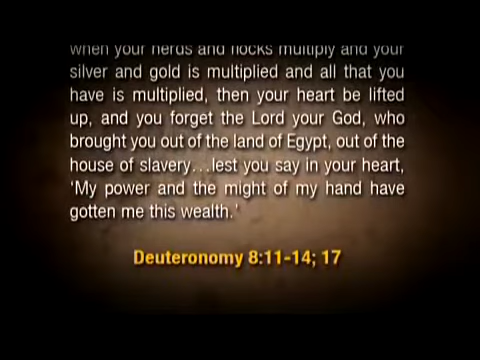 when your herds and flocks multiply and your
silver and gold is multiplied and all that you
have is multiplied, then your heart be lifted
up, and you forget the Lord your God, who
brought you out of the land of Egypt, out of the
house of slavery…lest you say in your heart,
‘My power and the might of my hand have
gotten me this wealth.’
Deuteronomy 8:11-14; 17